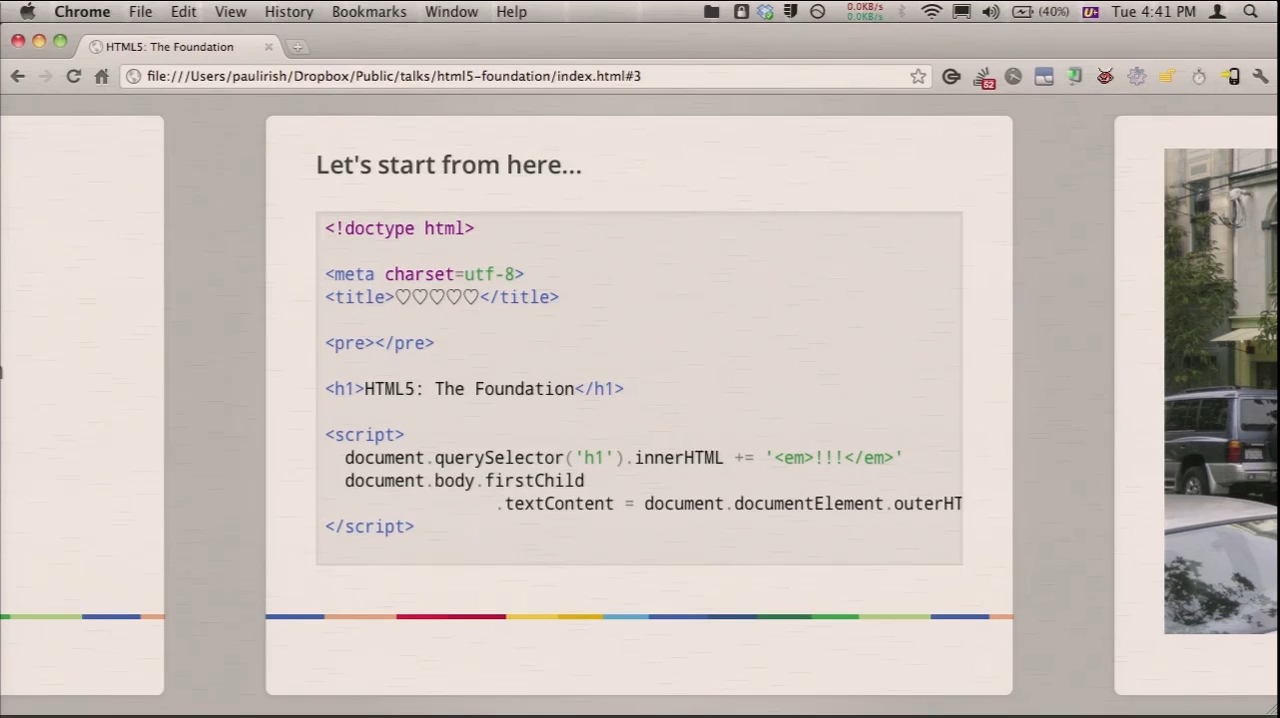 Chrome File Edit View History Bookmarks Window Help 0.0KB/s 0.0KB/s (40%) Tue 4:41 PM
HTML5: The Foundation
file:///Users/paulirish/Dropbox/Public/talks/html5-foundation/index.html#3
52
Let's start from here...
<!doctype html>
<meta charset=utf-8>
<title>♡♡♡♡♡</title>
<pre></pre>
<h1>HTML5: The Foundation</h1>
<script>
document.querySelector('h1').innerHTML += '<em>!!!</em>'
document.body.firstChild
.textContent = document.documentElement.outerHT
</script>